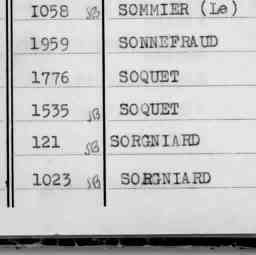 1058 SOMMIER (Le)
1959 SONNEFRAUD
1776 SOQUET
1535 SOQUET
121 SORGNIARD
1023 SORGNIARD